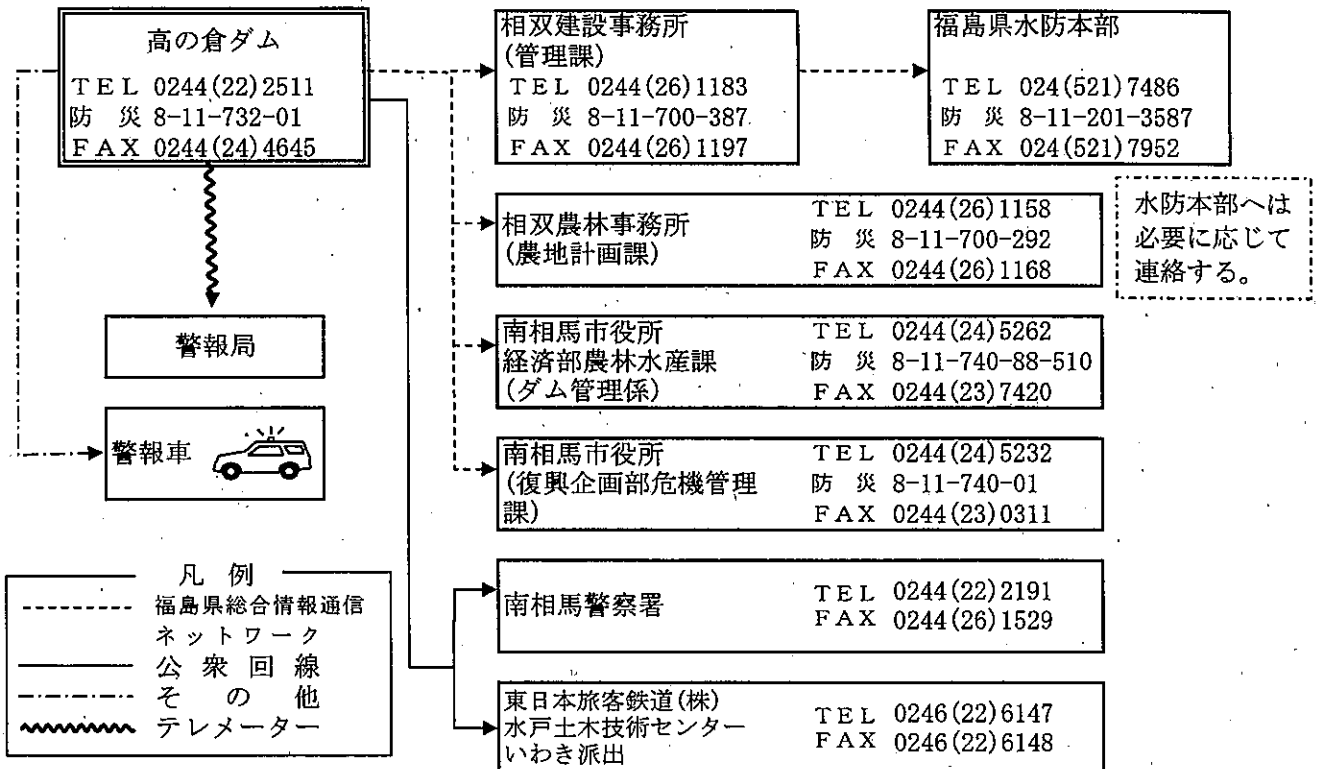 高の倉ダム
ＴＥＬ 0244(22)2511
防 災 8-11-732-01
ＦＡＸ 0244(24)4645
相双建設事務所
(管理課)
ＴＥＬ 0244(26)1183
防 災 8-11-700-387
ＦＡＸ 0244(26)1197
福島県水防本部
ＴＥＬ 024(521)7486
防 災 8-11-201-3587
ＦＡＸ 024(521)7952
相双農林事務所
(農地計画課)
ＴＥＬ 0244(26)1158
防 災 8-11-700-292
ＦＡＸ 0244(26)1168
水防本部へは
必要に応じて
連絡する。
警報局
南相馬市役所
経済部農林水産課
(ダム管理係)
ＴＥＬ 0244(24)5262
防 災 8-11-740-88-510
ＦＡＸ 0244(23)7420
警報車
南相馬市役所
(復興企画部危機管理
課)
ＴＥＬ 0244(24)5232
防 災 8-11-740-01
ＦＡＸ 0244(23)0311
凡 例
福島県総合情報通信
ネットワーク
公 衆 回 線
そ の 他
テレメーター
南相馬警察署
ＴＥＬ 0244(22)2191
ＦＡＸ 0244(26)1529
東日本旅客鉄道(株)
水戸土木技術センター
いわき派出
ＴＥＬ 0246(22)6147
ＦＡＸ 0246(22)6148